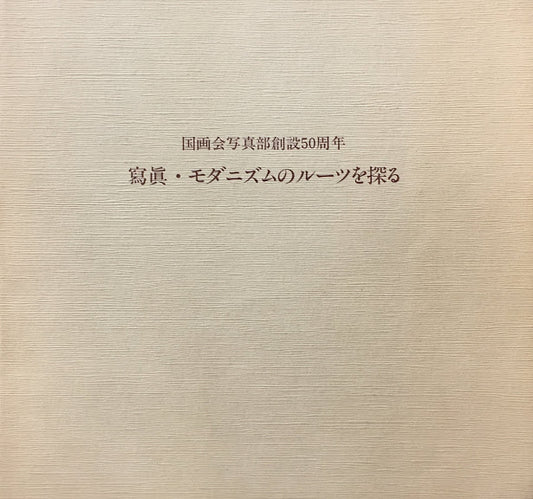 国画会写真部創設50周年
寫眞・モダニズムのルーツを探る